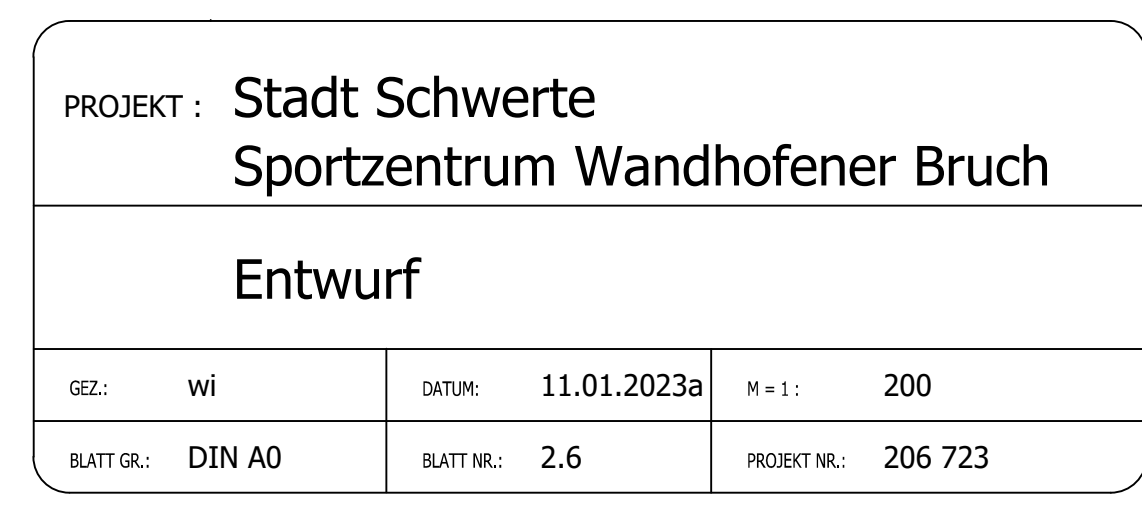 PROJEKT : Stadt Schwerte
Sportzentrum Wandhofener Bruch
Entwurf
GEZ.: wi DATUM: 11.01.2023a M = 1 : 200
BLATT GR.: DIN A0 BLATT NR.: 2.6 PROJEKT NR.: 206 723